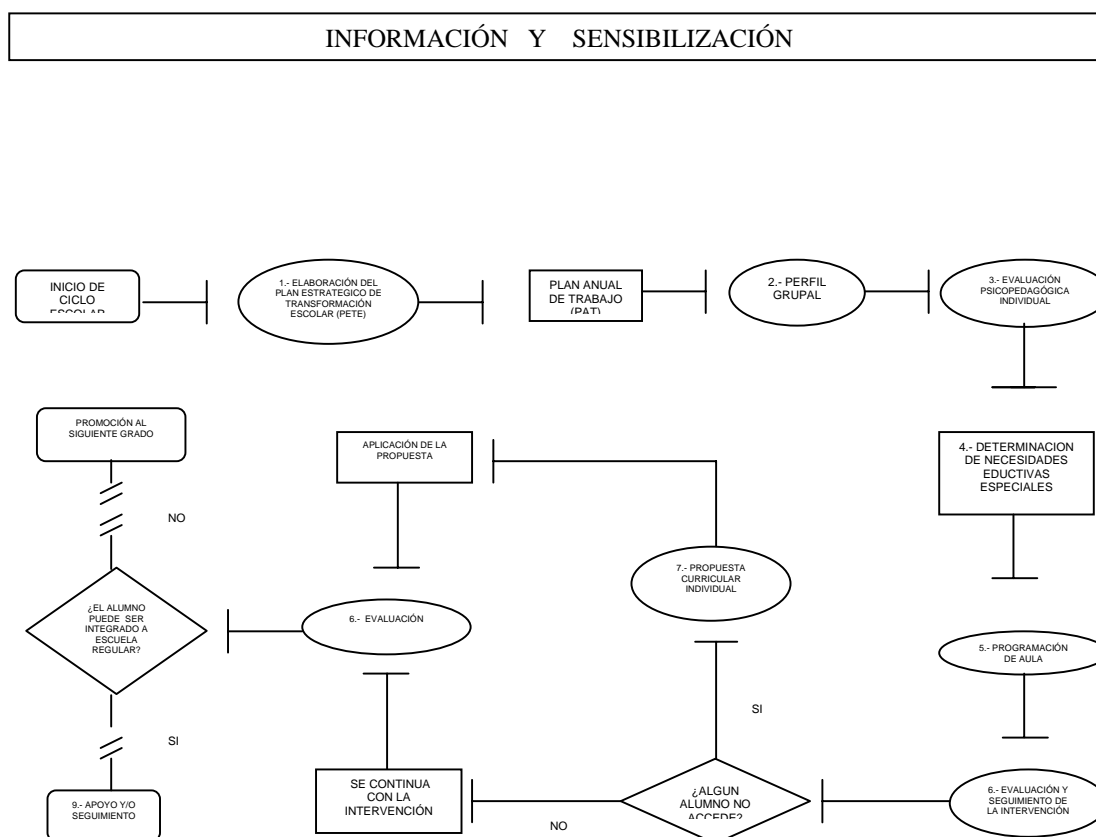 INFORMACIÓN Y SENSIBILIZACIÓN
INICIO DE
CICLO
ESCOLAR
1.- ELABORACIÓN DEL
PLAN ESTRATEGICO DE
TRANSFORMACIÓN
ESCOLAR (PETE)
PLAN ANUAL
DE TRABAJO
(PAT)
2.- PERFIL
GRUPAL
3.- EVALUACIÓN
PSICOPEDAGÓGICA
INDIVIDUAL
PROMOCIÓN AL
SIGUIENTE GRADO
APLICACIÓN DE LA
PROPUESTA
4.- DETERMINACION
DE NECESIDADES
EDUCTIVAS
ESPECIALES
NO
7.- PROPUESTA
CURRICULAR
INDIVIDUAL
¿EL ALUMNO
PUEDE SER
INTEGRADO A
ESCUELA
REGULAR?
6.- EVALUACIÓN
5.- PROGRAMACIÓN
DE AULA
SI
SI
9.- APOYO Y/O
SEGUIMIENTO
SE CONTINUA
CON LA
INTERVENCIÓN
NO
¿ALGUN
ALUMNO NO
ACCEDE?
6.- EVALUACIÓN Y
SEGUIMIENTO DE
LA INTERVENCIÓN